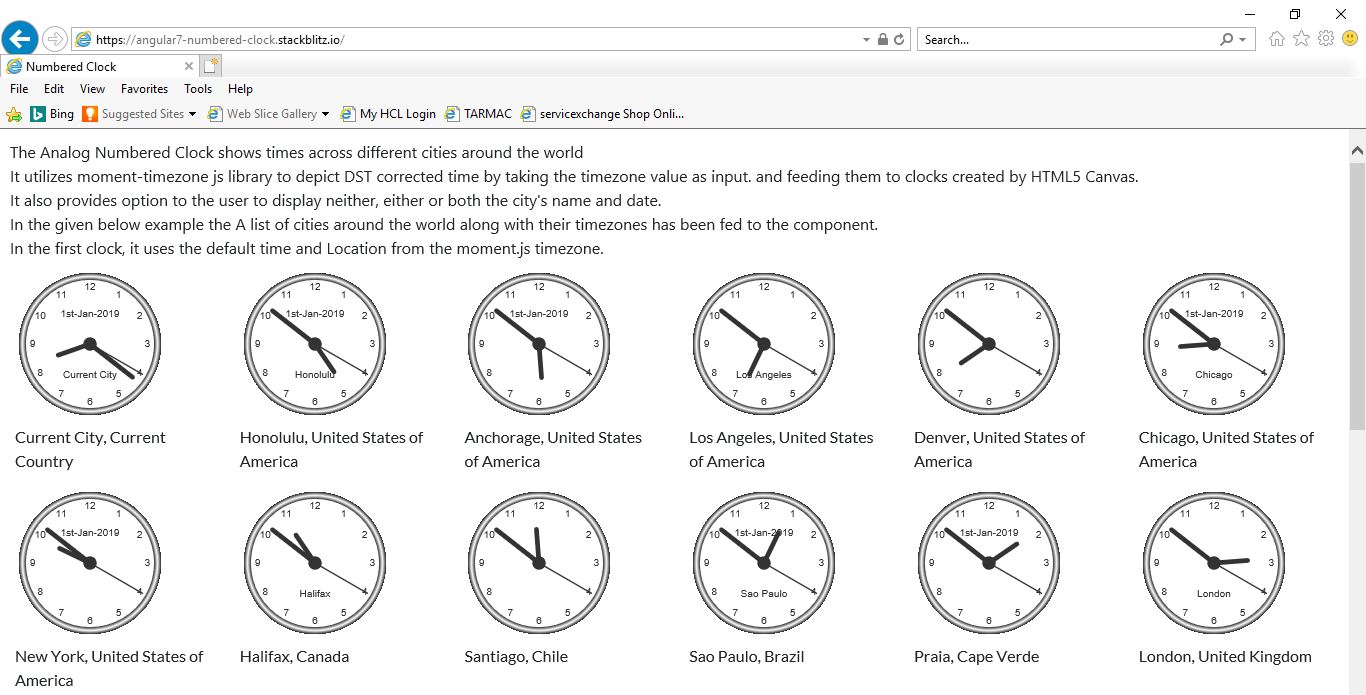 https://angular7-numbered-clock.stackblitz.io/
Search...
Numbered Clock
File Edit View Favorites Tools Help
Bing Suggested Sites Web Slice Gallery My HCL Login TARMAC servicexchange Shop Onli...
The Analog Numbered Clock shows times across different cities around the world
It utilizes moment-timezone js library to depict DST corrected time by taking the timezone value as input. and feeding them to clocks created by HTML5 Canvas.
It also provides option to the user to display neither, either or both the city's name and date.
In the given below example the A list of cities around the world along with their timezones has been fed to the component.
In the first clock, it uses the default time and Location from the moment.js timezone.
12 1 2 3 4 5 6 7 8 9 10 11
1st-Jan-2019
Current City
Current City, Current
Country
12 1 2 3 4 5 6 7 8 9 10 11
1st-Jan-2019
Honolulu
Honolulu, United States of
America
12 1 2 3 4 5 6 7 8 9 10 11
1st-Jan-2019
Anchorage, United States
of America
12 1 2 3 4 5 6 7 8 9 10 11
Los Angeles
Los Angeles, United States
of America
12 1 2 3 4 5 6 7 8 9 10 11
Denver, United States of
America
12 1 2 3 4 5 6 7 8 9 10 11
1st-Jan-2019
Chicago
Chicago, United States of
America
12 1 2 3 4 5 6 7 8 9 10 11
1st-Jan-2019
New York, United States of
America
12 1 2 3 4 5 6 7 8 9 10 11
Halifax
Halifax, Canada
12 1 2 3 4 5 6 7 8 9 10 11
Santiago, Chile
12 1 2 3 4 5 6 7 8 9 10 11
1st-Jan-2019
Sao Paulo
Sao Paulo, Brazil
12 1 2 3 4 5 6 7 8 9 10 11
1st-Jan-2019
Praia, Cape Verde
12 1 2 3 4 5 6 7 8 9 10 11
London
London, United Kingdom